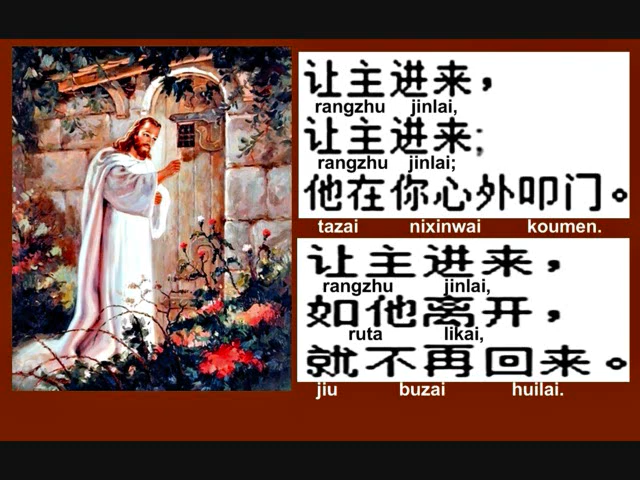 让主进来，
rangzhu jinlai,
让主进来;
rangzhu jinlai;
他在你心外叩门。
tazai nixinwai koumen.
让主进来，
rangzhu jinlai,
如他离开，
ruta likai,
就不再回来。
jiu buzai huilai.